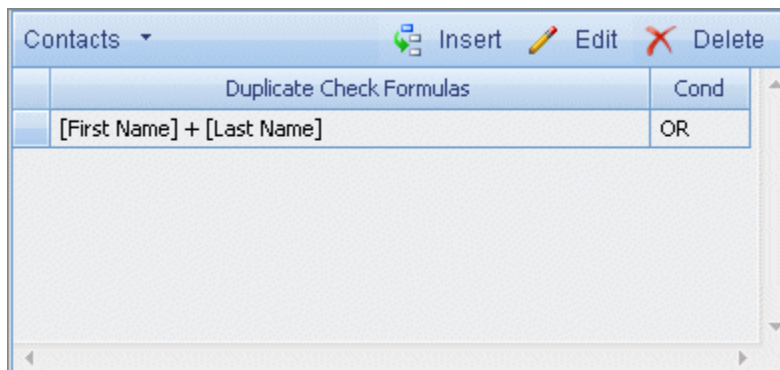 Contacts Insert Edit Delete
Duplicate Check Formulas Cond
[First Name] + [Last Name] OR